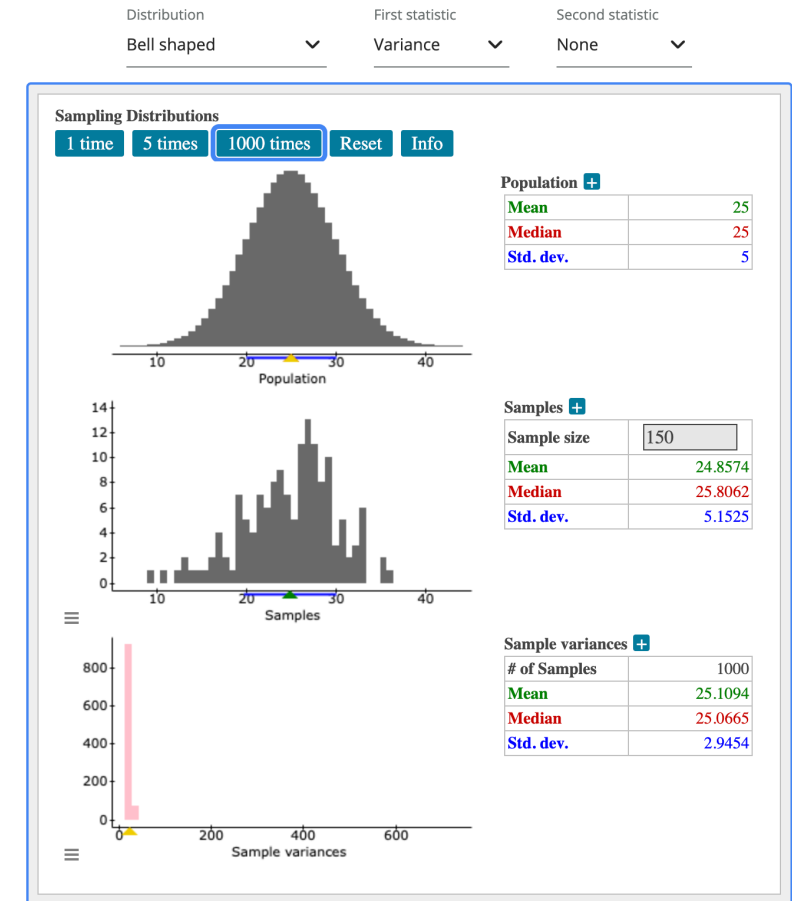 Distribution First statistic Second statistic
Bell shaped Variance None
Sampling Distributions
1 time 5 times 1000 times Reset Info
Population +
Mean 25
Median 25
Std. dev. 5
10 20 30 40
Population
Samples +
Sample size 150
Mean 24.8574
Median 25.8062
Std. dev. 5.1525
14
12
10
8
6
4
2
0
10 20 30 40
Samples
Sample variances +
# of Samples 1000
Mean 25.1094
Median 25.0665
Std. dev. 2.9454
800
600
400
200
0
0 200 400 600
Sample variances